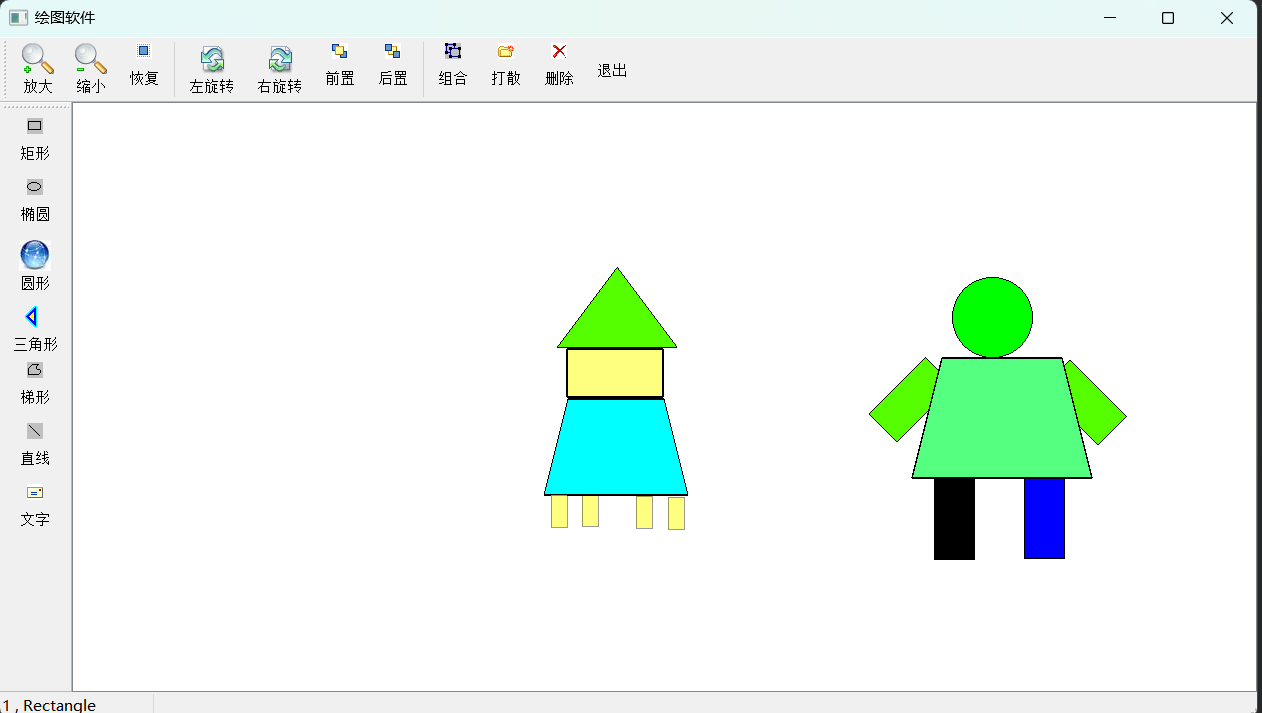 绘图软件
放大 缩小 恢复 左旋转 右旋转 前置 后置 组合 打散 删除 退出
矩形
椭圆
圆形
三角形
梯形
直线
文字
1 , Rectangle